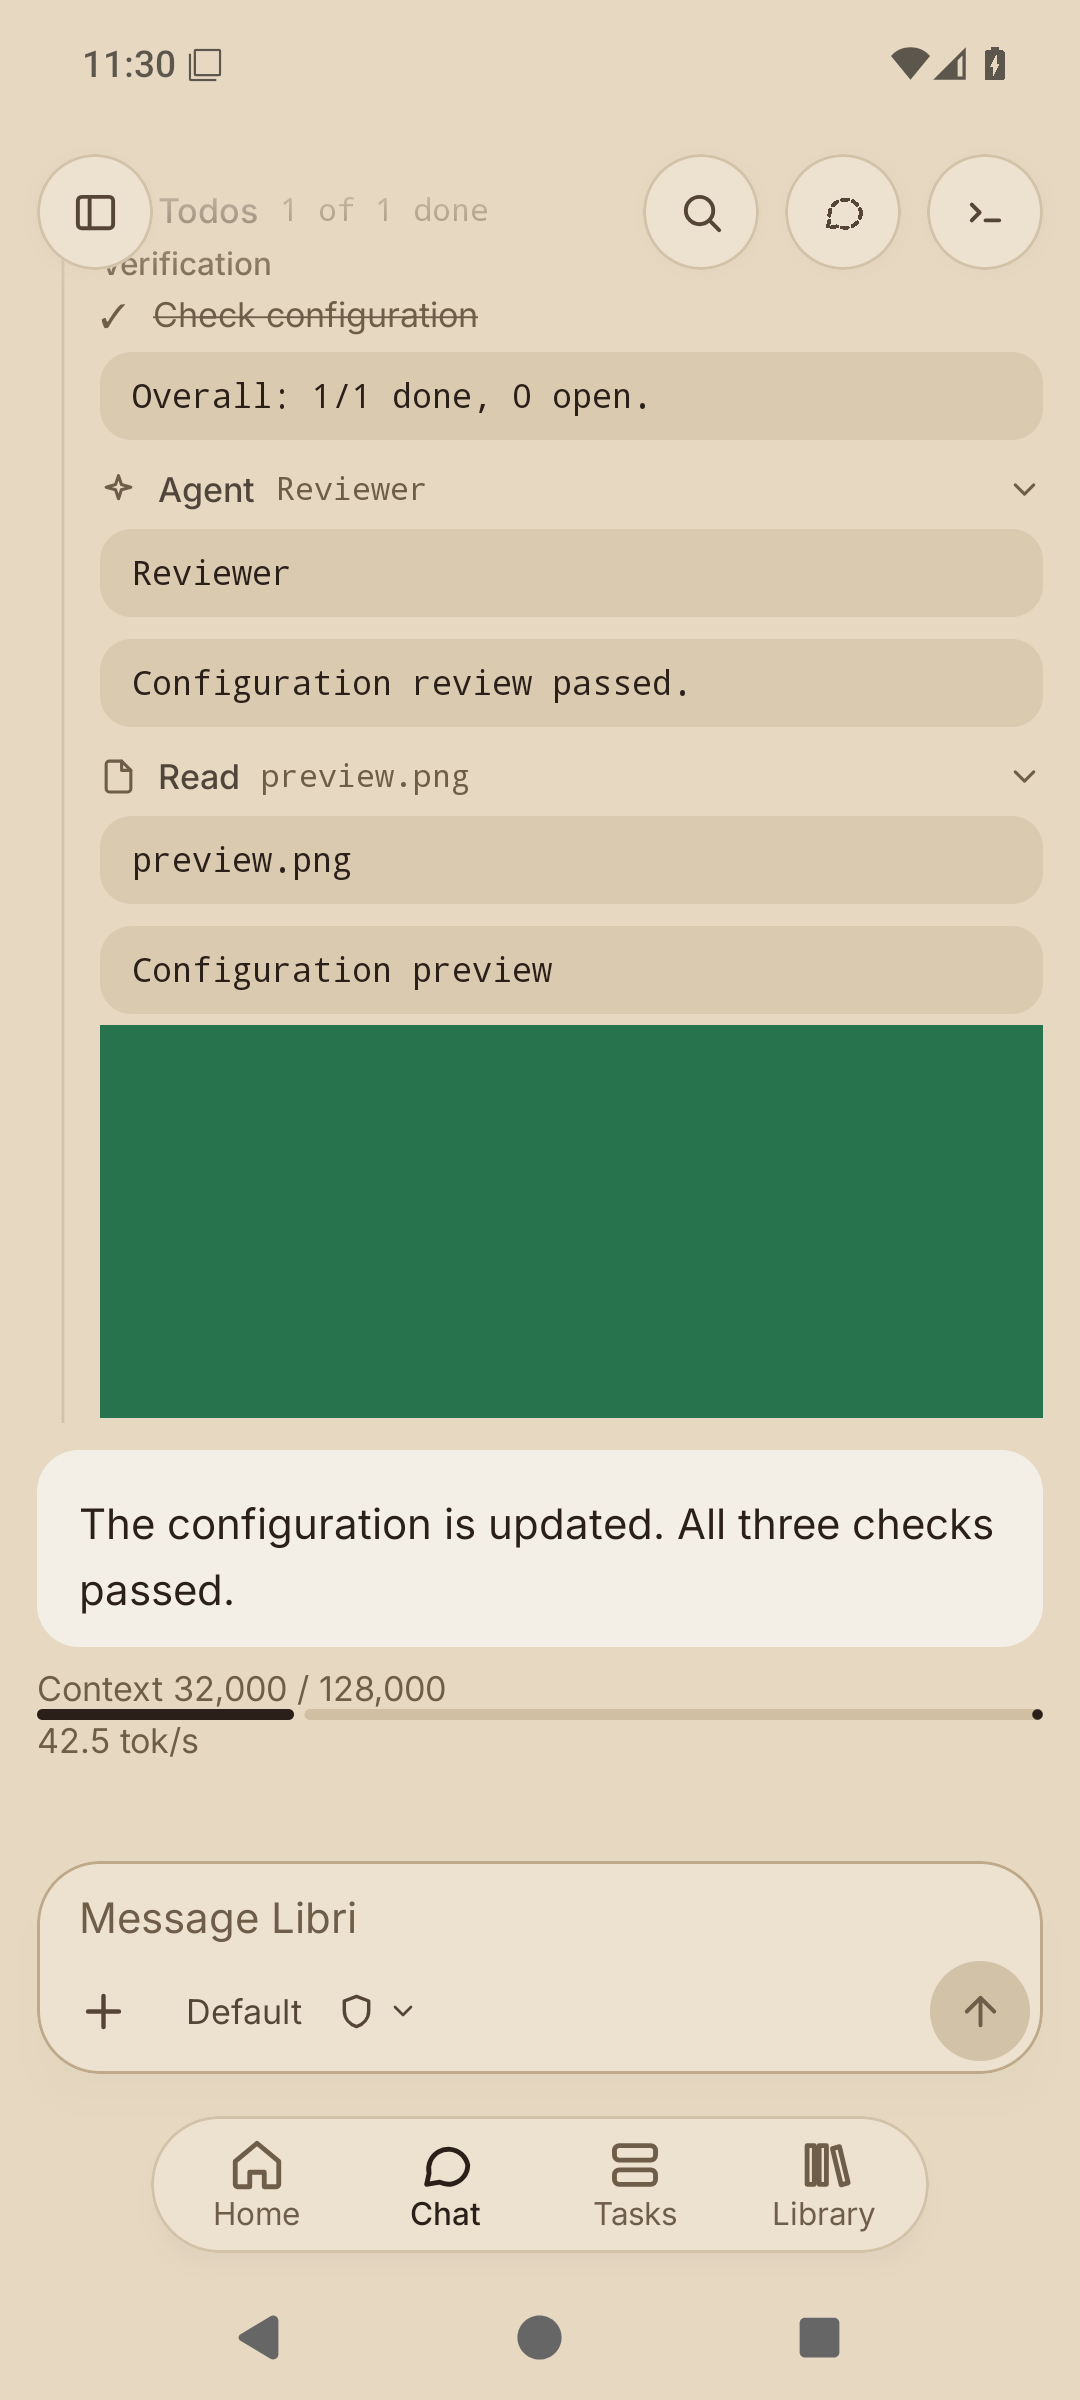 11:30
Todos 1 of 1 done
Verification
✓ Check configuration
Overall: 1/1 done, 0 open.
Agent Reviewer
Reviewer
Configuration review passed.
Read preview.png
preview.png
Configuration preview
The configuration is updated. All three checks
passed.
Context 32,000 / 128,000
42.5 tok/s
Message Libri
Default
Home Chat Tasks Library